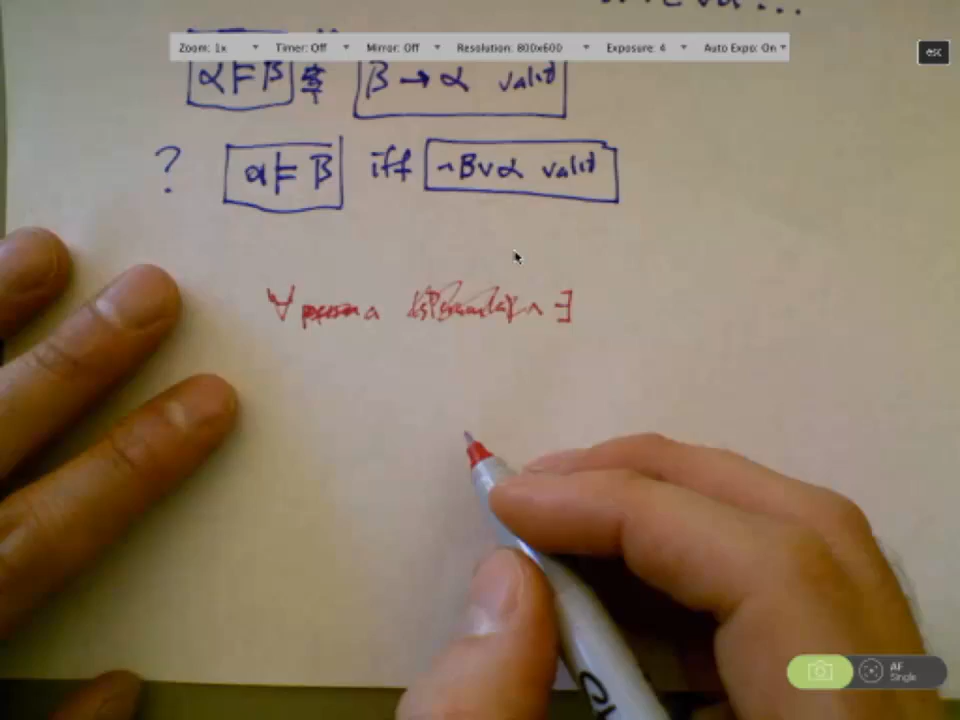 Zoom: 1x Timer: Off Mirror: Off Resolution: 800x600 Exposure: 4 Auto Expo: On
esc
α ⊨ β β → α valid
? α ⊨ β iff ¬βvα valid
∀ ∧ ∃
AF
Single